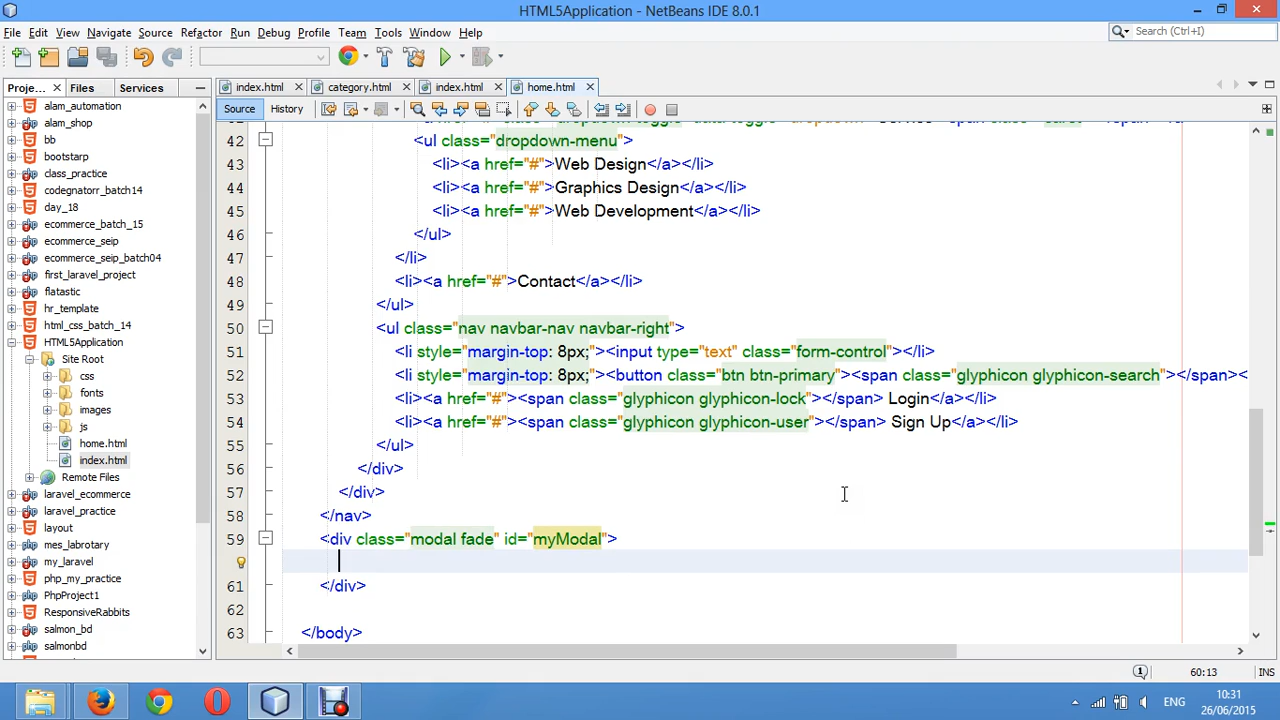 HTML5Application - NetBeans IDE 8.0.1
File Edit View Navigate Source Refactor Run Debug Profile Team Tools Window Help
Search (Ctrl+I)
Proje... Files Services
index.html category.html index.html home.html
Source History
alam_automation
alam_shop
bb
bootstarp
class_practice
codegnatorr_batch14
day_18
ecommerce_batch_15
ecommerce_seip
ecommerce_seip_batch04
first_laravel_project
flatastic
hr_template
html_css_batch_14
HTML5Application
Site Root
css
fonts
images
js
home.html
index.html
Remote Files
laravel_ecommerce
laravel_practice
layout
mes_labrotary
my_laravel
php_my_practice
PhpProject1
ResponsiveRabbits
salmon_bd
salmonbd
42 <ul class="dropdown-menu">
43 <li><a href="#">Web Design</a></li>
44 <li><a href="#">Graphics Design</a></li>
45 <li><a href="#">Web Development</a></li>
46 </ul>
47 </li>
48 <li><a href="#">Contact</a></li>
49 </ul>
50 <ul class="nav navbar-nav navbar-right">
51 <li style="margin-top: 8px;"><input type="text" class="form-control"></li>
52 <li style="margin-top: 8px;"><button class="btn btn-primary"><span class="glyphicon glyphicon-search"></span><
53 <li><a href="#"><span class="glyphicon glyphicon-lock"></span> Login</a></li>
54 <li><a href="#"><span class="glyphicon glyphicon-user"></span> Sign Up</a></li>
55 </ul>
56 </div>
57 </div>
58 </nav>
59 <div class="modal fade" id="myModal">
61 </div>
62
63 </body>
60:13 INS
ENG
10:31
26/06/2015